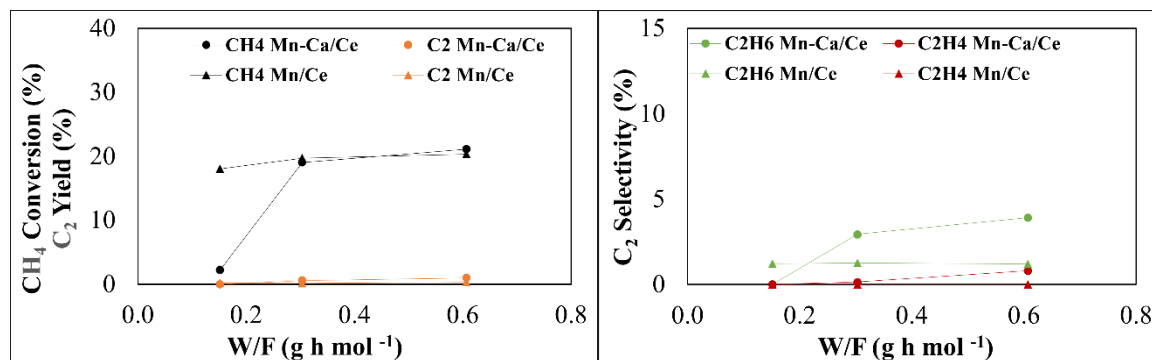 CH4 Conversion (%)
C2 Yield (%)
40
30
20
10
0
0.0 0.2 0.4 0.6 0.8
W/F (g h mol -1)
CH4 Mn-Ca/Ce C2 Mn-Ca/Ce
CH4 Mn/Ce C2 Mn/Ce
C2 Selectivity (%)
15
10
5
0
0.0 0.2 0.4 0.6 0.8
W/F (g h mol -1)
C2H6 Mn-Ca/Ce C2H4 Mn-Ca/Ce
C2H6 Mn/Ce C2H4 Mn/Ce